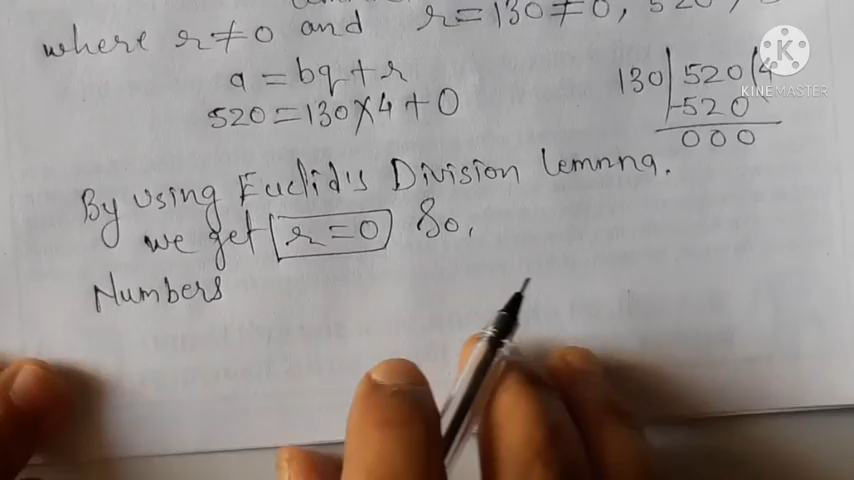 where r≠0 and r=130≠0, 520
a = bq+r
520 = 130×4+0
130|520(4
-520
000
By using Euclid's Division lemma.
we get r=0 So,
Numbers
KINEMASTER